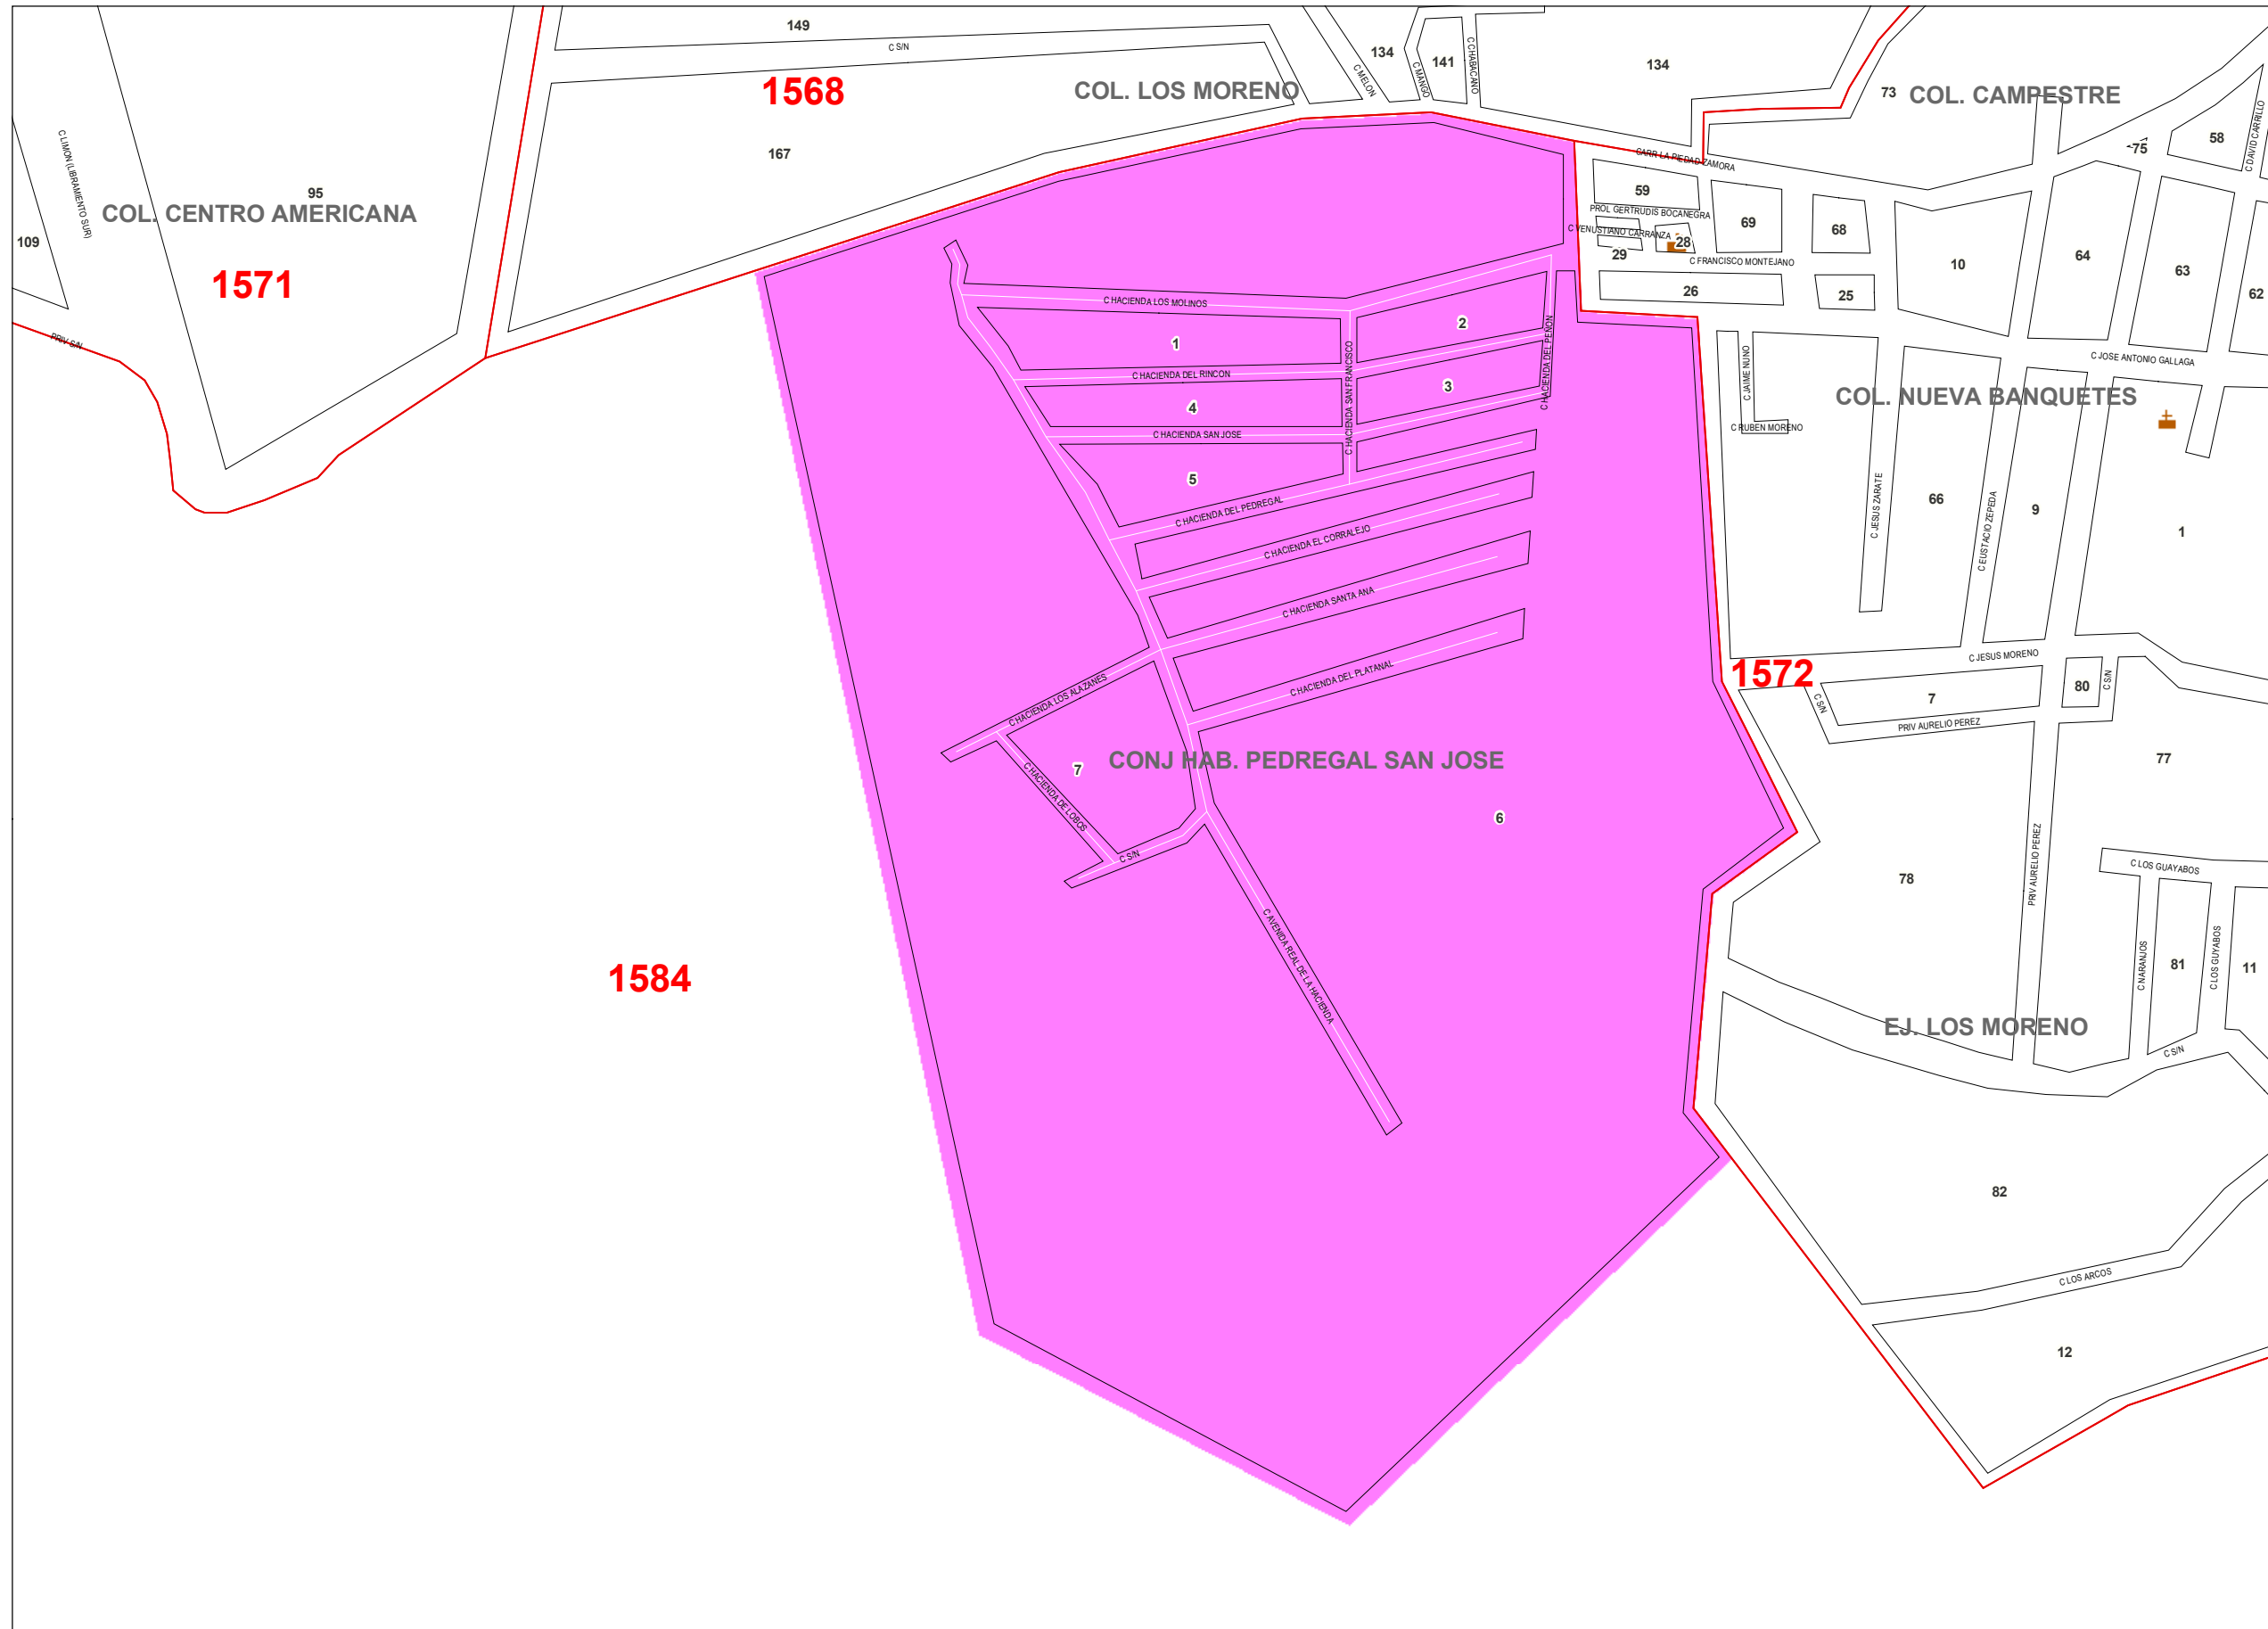 149
C S/N
134
141
C CHABACANO
134
C MELON
C MANGO
1568
COL. LOS MORENO
73
COL. CAMPESTRE
58
C DAVID CARRILLO
75
167
CARR LA PIEDAD-ZAMORA
C LIMON (LIBRAMIENTO SUR)
95
COL. CENTRO AMERICANA
109
1571
PRIV S/N
59
PROL GERTRUDIS BOCANEGRA
69
68
C VENUSTIANO CARRANZA
28
29
C FRANCISCO MONTEJANO
10
64
63
62
26
25
C HACIENDA LOS MOLINOS
1
2
C HACIENDA DEL RINCON
C HACIENDA SAN FRANCISCO
C HACIENDA DEL PEÑON
3
4
C HACIENDA SAN JOSE
5
C HACIENDA DEL PEDREGAL
C HACIENDA EL CORRALEJO
C HACIENDA SANTA ANA
C HACIENDA DEL PLATANAL
C HACIENDA LOS ALAZANES
7
C HACIENDA DE LOBOS
C S/N
CONJ HAB. PEDREGAL SAN JOSE
6
C AVENIDA REAL DE LA HACIENDA
1584
C JOSE ANTONIO GALLAGA
C JAIME NUNO
COL. NUEVA BANQUETES
C RUBEN MORENO
C JESUS ZARATE
66
C EUSTACIO ZEPEDA
9
1
C JESUS MORENO
1572
C S/N
7
80
C S/N
PRIV AURELIO PEREZ
77
PRIV AURELIO PEREZ
78
C LOS GUAYABOS
C NARANJOS
81
C LOS GUYABOS
11
EJ. LOS MORENO
C S/N
82
C LOS ARCOS
12